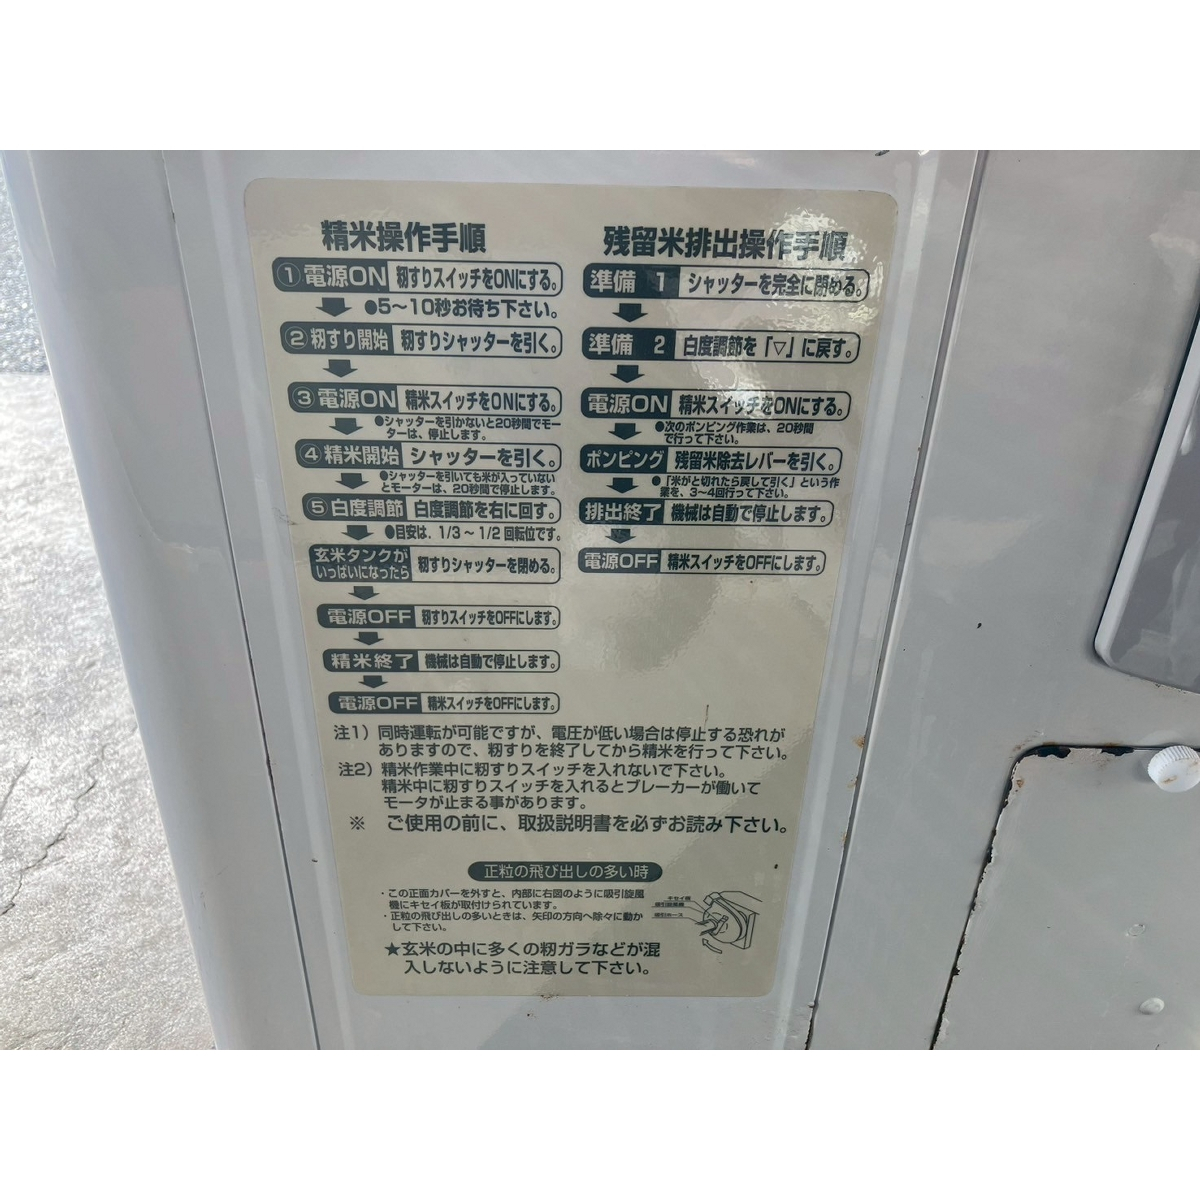 精米操作手順
① 電源ON 籾すりスイッチをONにする。
●5～10秒お待ち下さい。
② 籾すり開始 籾すりシャッターを引く。
③ 電源ON 精米スイッチをONにする。
●シャッターを引かないと20秒間でモー
ターは、停止します。
④ 精米開始 シャッターを引く。
●シャッターを引いても米が入っていない
とモーターは、20秒間で停止します。
⑤ 白度調節 白度調節を右に回す。
●目安は、1/3～1/2回転位です。
玄米タンクが
いっぱいになったら 籾すりシャッターを閉める。
電源OFF 籾すりスイッチをOFFにします。
精米終了 機械は自動で停止します。
電源OFF 精米スイッチをOFFにします。
残留米排出操作手順
準備 1 シャッターを完全に閉める。
準備 2 白度調節を「▽」に戻す。
電源ON 精米スイッチをONにする。
●次のポンピング作業は、20秒間
で行って下さい。
ポンピング 残留米除去レバーを引く。
●「米がと切れたら戻して引く」という作
業を、3～4回行って下さい。
排出終了 機械は自動で停止します。
電源OFF 精米スイッチをOFFにします。
注1）同時運転が可能ですが、電圧が低い場合は停止する恐れが
ありますので、籾すりを終了してから精米を行って下さい。
注2）精米作業中に籾すりスイッチを入れないで下さい。
精米中に籾すりスイッチを入れるとブレーカーが働いて
モータが止まる事があります。
※ ご使用の前に、取扱説明書を必ずお読み下さい。
正粒の飛び出しの多い時
・この正面カバーを外すと、内部に右図のように吸引旋風
機にキセイ板が取付けられています。
・正粒の飛び出しの多いときは、矢印の方向へ除々に動か
して下さい。
キセイ板
吸引旋風機
吸引ホース
★玄米の中に多くの籾ガラなどが混
入しないように注意して下さい。